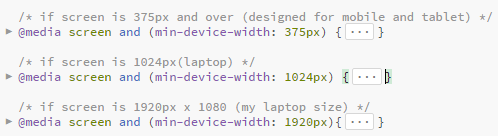 /* if screen is 375px and over (designed for mobile and tablet) */
@media screen and (min-device-width: 375px) {...}
/* if screen is 1024px(laptop) */
@media screen and (min-device-width: 1024px) {...}
/* if screen is 1920px x 1080 (my laptop size) */
@media screen and (min-device-width: 1920px){...}